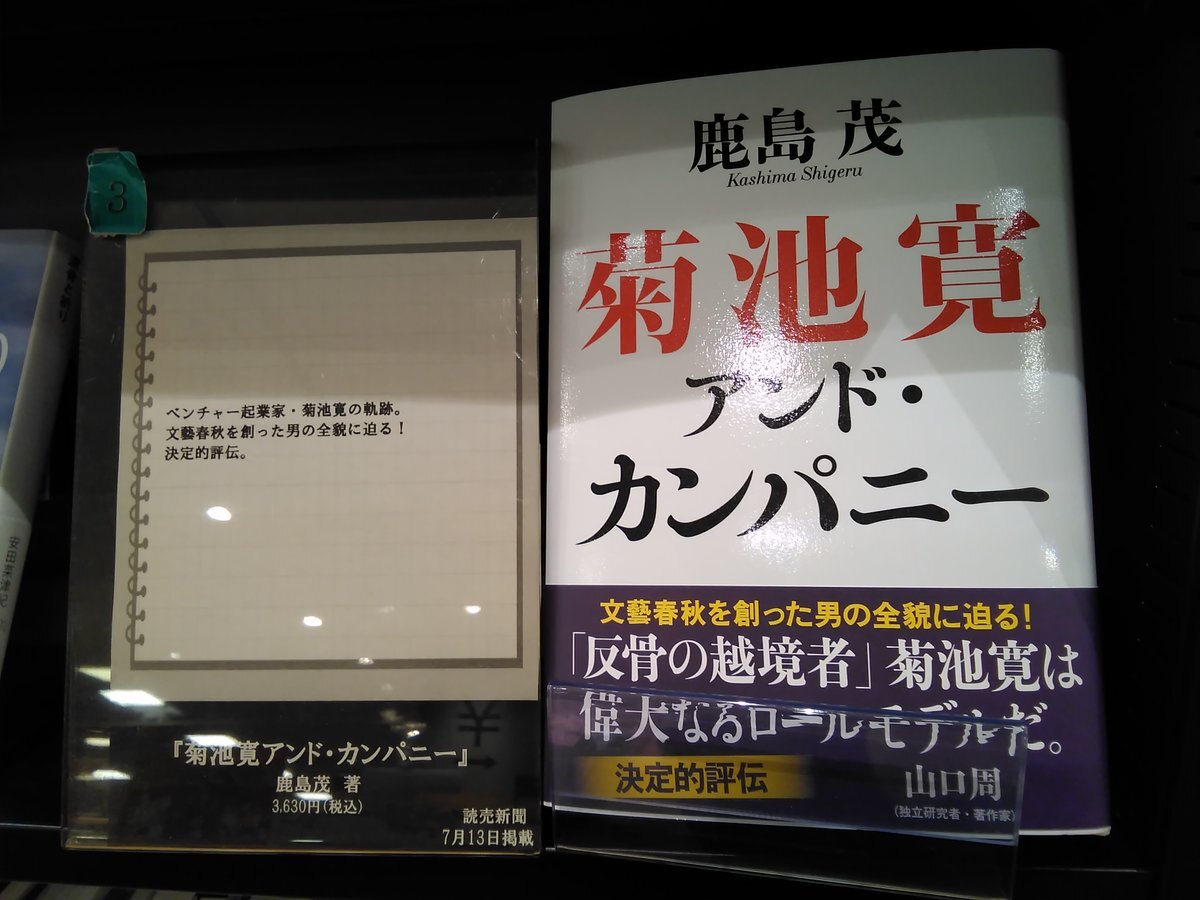 3
ベンチャー起業家・菊池寛の軌跡。
文藝春秋を創った男の全貌に迫る！
決定的評伝。
『菊池寛アンド・カンパニー』
鹿島茂 著
3,630円(税込)
読売新聞
7月13日掲載
鹿島 茂
Kashima Shigeru
菊池寛
アンド・
カンパニー
文藝春秋を創った男の全貌に迫る！
「反骨の越境者」菊池寛は
偉大なるロールモデルだ。
決定的評伝
山口周
(独立研究者・著作家)
安田菜津紀